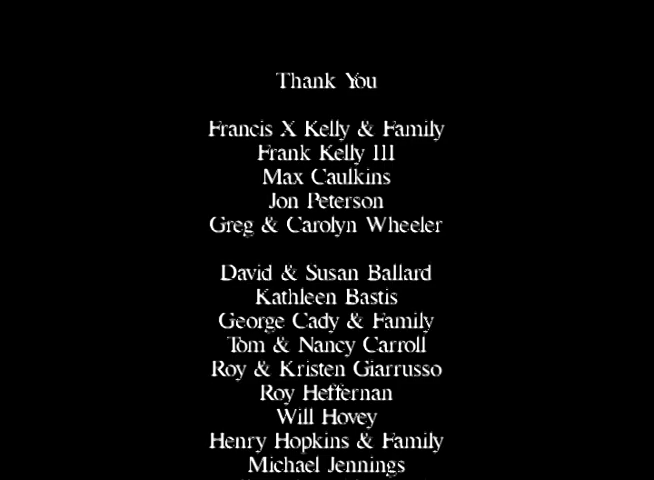 Thank You
Francis X Kelly & Family
Frank Kelly III
Max Caulkins
Jon Peterson
Greg & Carolyn Wheeler
David & Susan Ballard
Kathleen Bastis
George Cady & Family
Tom & Nancy Carroll
Roy & Kristen Giarrusso
Roy Heffernan
Will Hovey
Henry Hopkins & Family
Michael Jennings